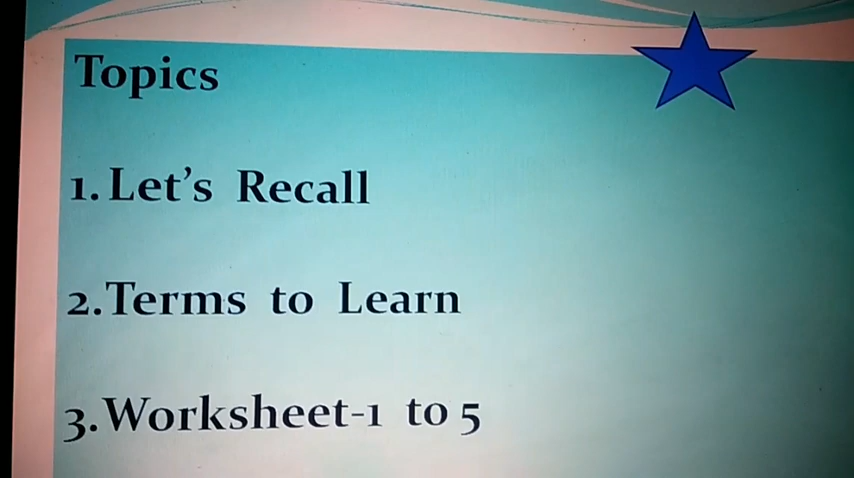 Topics
1. Let's Recall
2. Terms to Learn
3. Worksheet-1 to 5